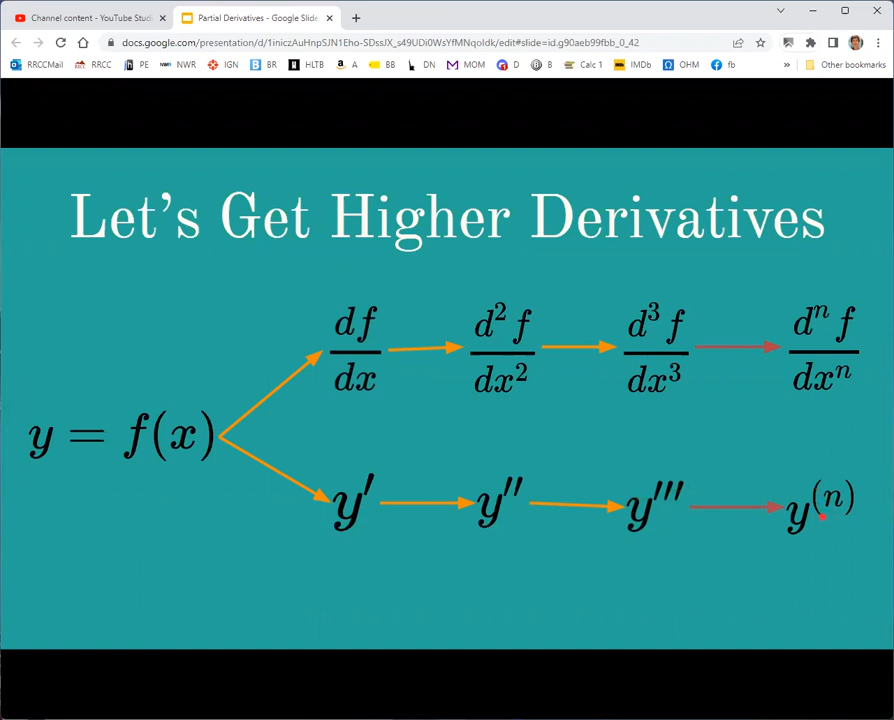 Channel content - YouTube Studi
Partial Derivatives - Google Slide
docs.google.com/presentation/d/1iniczAuHnpSJN1Eho-SDssJX_s49UDi0WsYfMNqoIdk/edit#slide=id.g90aeb99fbb_0_42
RRCCMail RRCC PE NWR IGN BR HLTB A BB DN MOM D B Calc 1 IMDb OHM fb » Other bookmarks
Let's Get Higher Derivatives
df/dx d²f/dx² d³f/dx³ dⁿf/dxⁿ
y = f(x)
y′ y″ y‴ y⁽ⁿ⁾